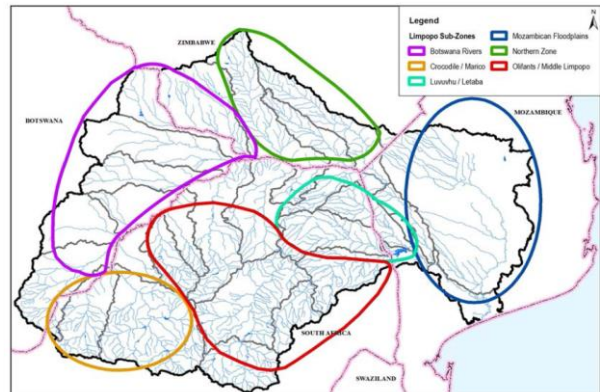 N
ZIMBABWE
BOTSWANA
MOZAMBIQUE
SOUTH AFRICA
SWAZILAND
Legend
Limpopo Sub-Zones
Botswana Rivers
Crocodile / Marico
Luvuvhu / Letaba
Mozambican Floodplains
Northern Zone
Olifants / Middle Limpopo